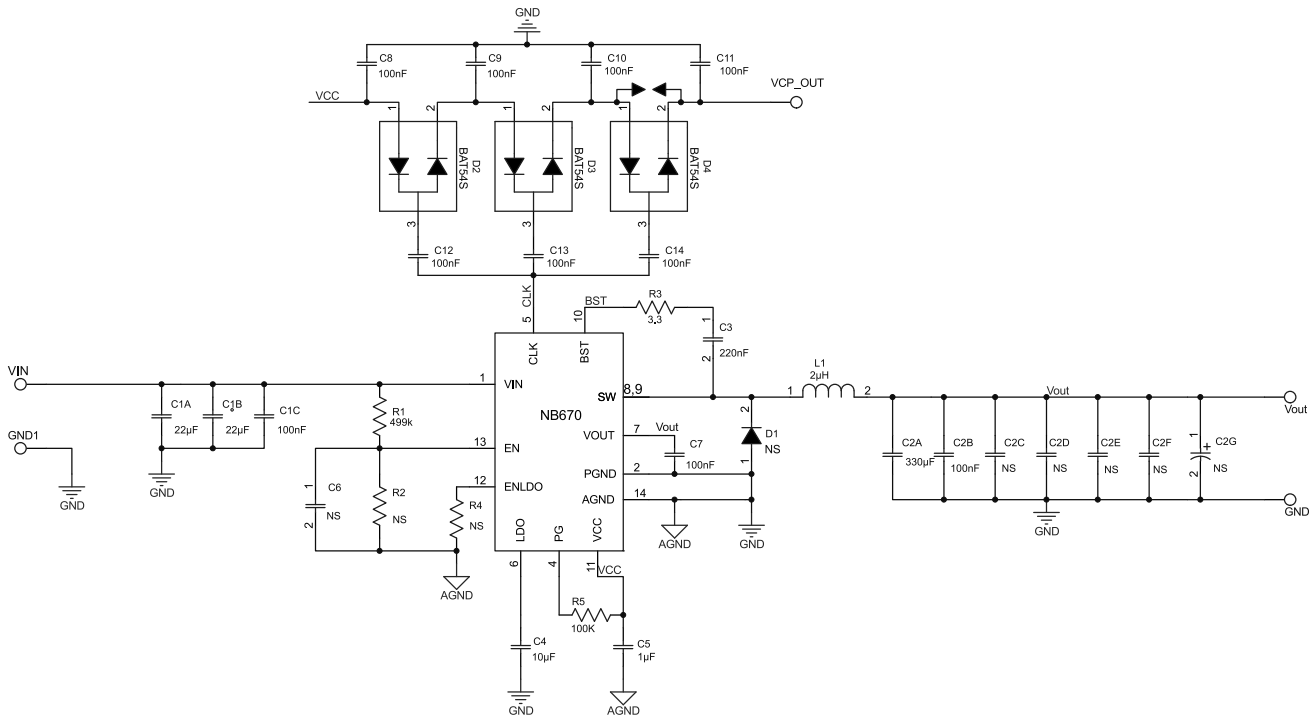 GND
C8
100nF
C9
100nF
C10
100nF
C11
100nF
VCP_OUT
VCC
1
2
1
2
1
2
D2
BAT54S
D3
BAT54S
D4
BAT54S
3
3
3
C12
100nF
C13
100nF
C14
100nF
CLK
5
BST
10
R3
3.3
1
C3
220nF
2
VIN
GND1
GND
C1A
22µF
C1B
22µF
C1C
100nF
GND
R1
499k
1
13
12
C6
1
2
NS
R2
NS
R4
NS
AGND
CLK
BST
VIN
SW
8,9
NB670
EN
VOUT
7
Vout
ENLDO
PGND
2
AGND
14
LDO
PG
VCC
C7
100nF
2
D1
NS
1
AGND
GND
L1
2µH
1
2
Vout
Vout
C2A
330µF
C2B
100nF
C2C
NS
C2D
NS
C2E
NS
C2F
NS
1
C2G
NS
2
GND
GND
6
4
11
VCC
R5
100K
C4
10µF
C5
1µF
GND
AGND